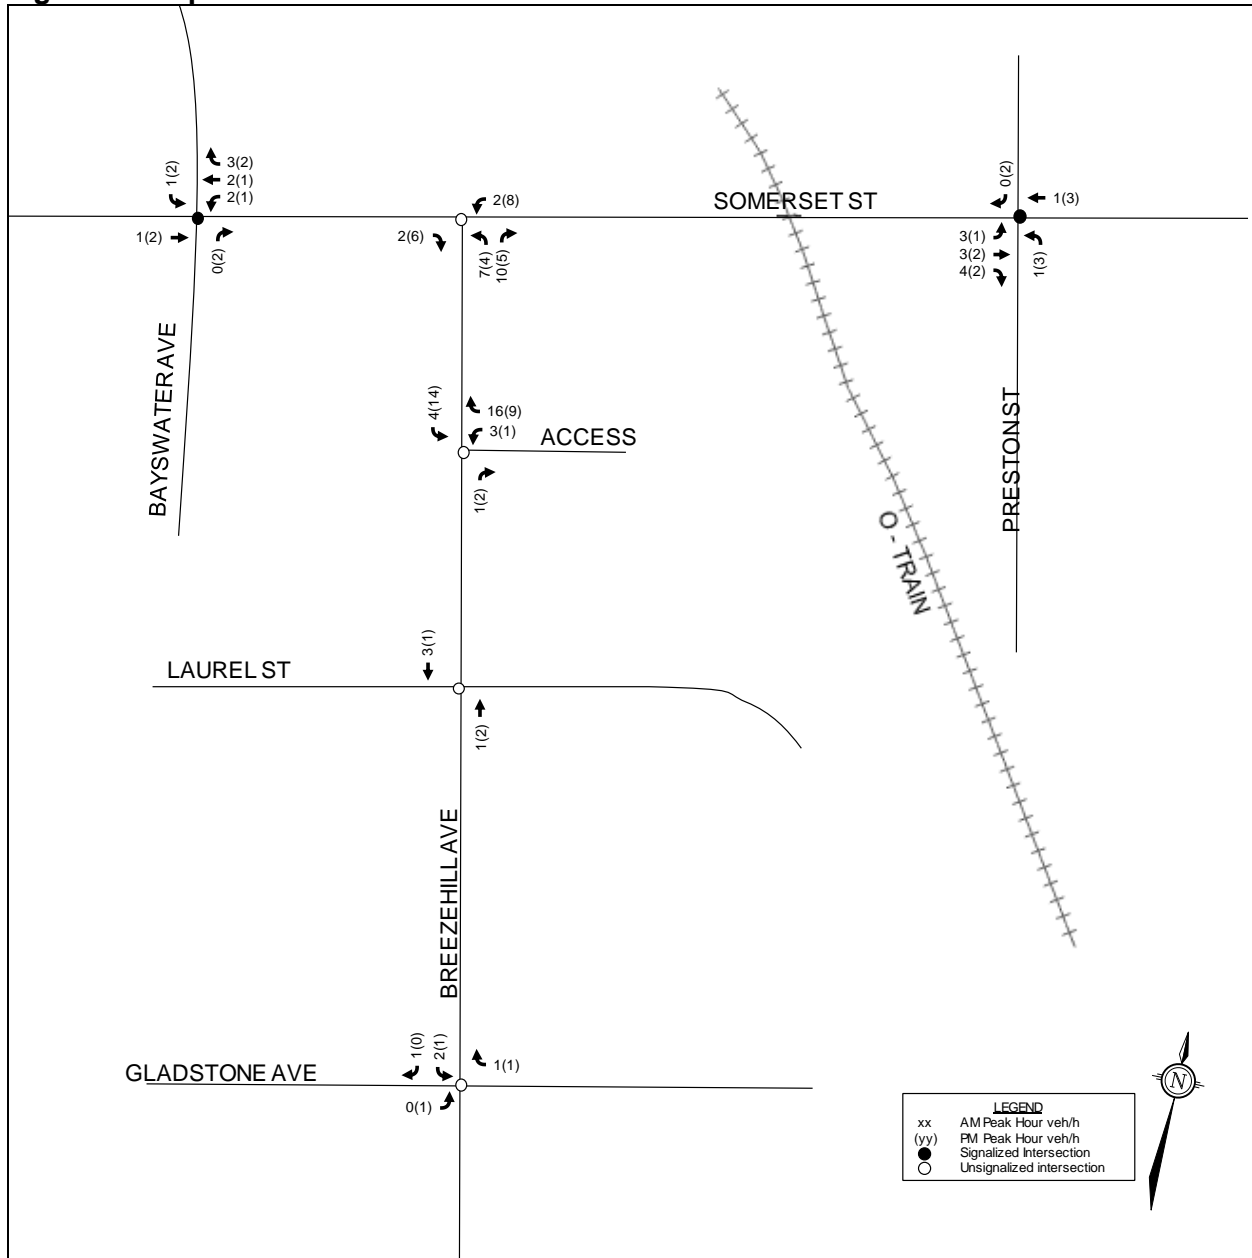 1(2)
3(2)
2(1)
2(1)
1(2)
0(2)
2(8)
2(6)
7(4)
10(5)
SOMERSET ST
0(2)
1(3)
3(1)
3(2)
4(2)
1(3)
BAYSWATER AVE
4(14)
16(9)
3(1)
ACCESS
1(2)
PRESTON ST
O - TRAIN
3(1)
LAUREL ST
1(2)
BREEZEHILL AVE
1(0)
2(1)
1(1)
GLADSTONE AVE
0(1)
N
LEGEND
xx AM Peak Hour veh/h
(yy) PM Peak Hour veh/h
Signalized Intersection
Unsignalized intersection